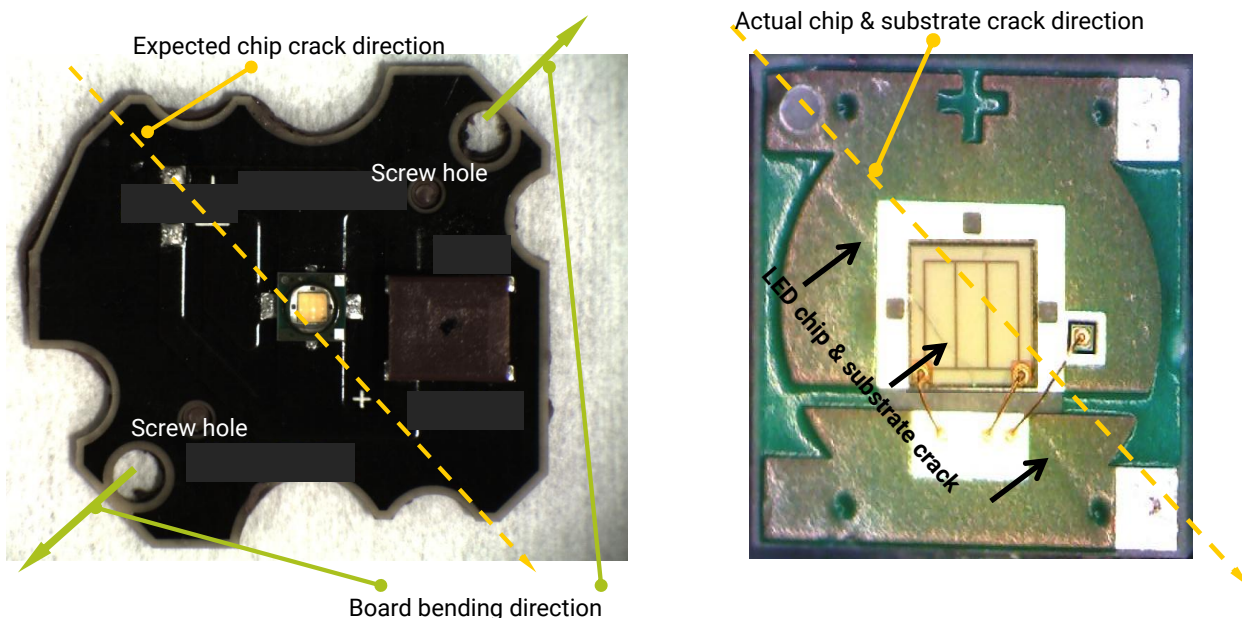 Expected chip crack direction
Screw hole
Screw hole
Board bending direction
Actual chip & substrate crack direction
LED chip & substrate crack